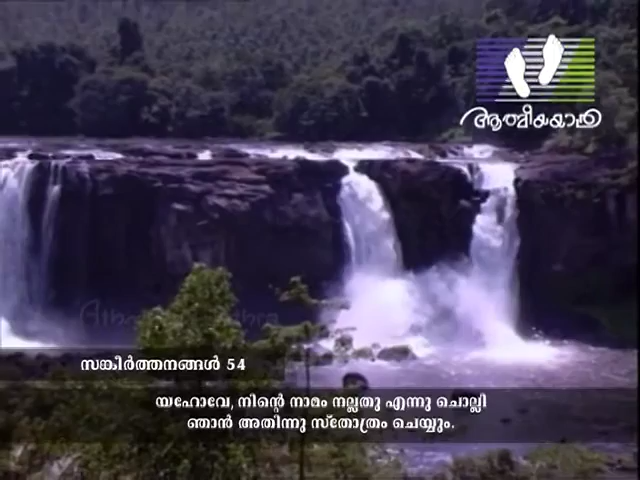 ആത്മീയയാത്ര
സങ്കീർത്തനങ്ങൾ 54
യഹോവേ, നിന്റെ നാമം നല്ലതു എന്നു ചൊല്ലി
ഞാൻ അതിന്നു സ്തോത്രം ചെയ്യും.